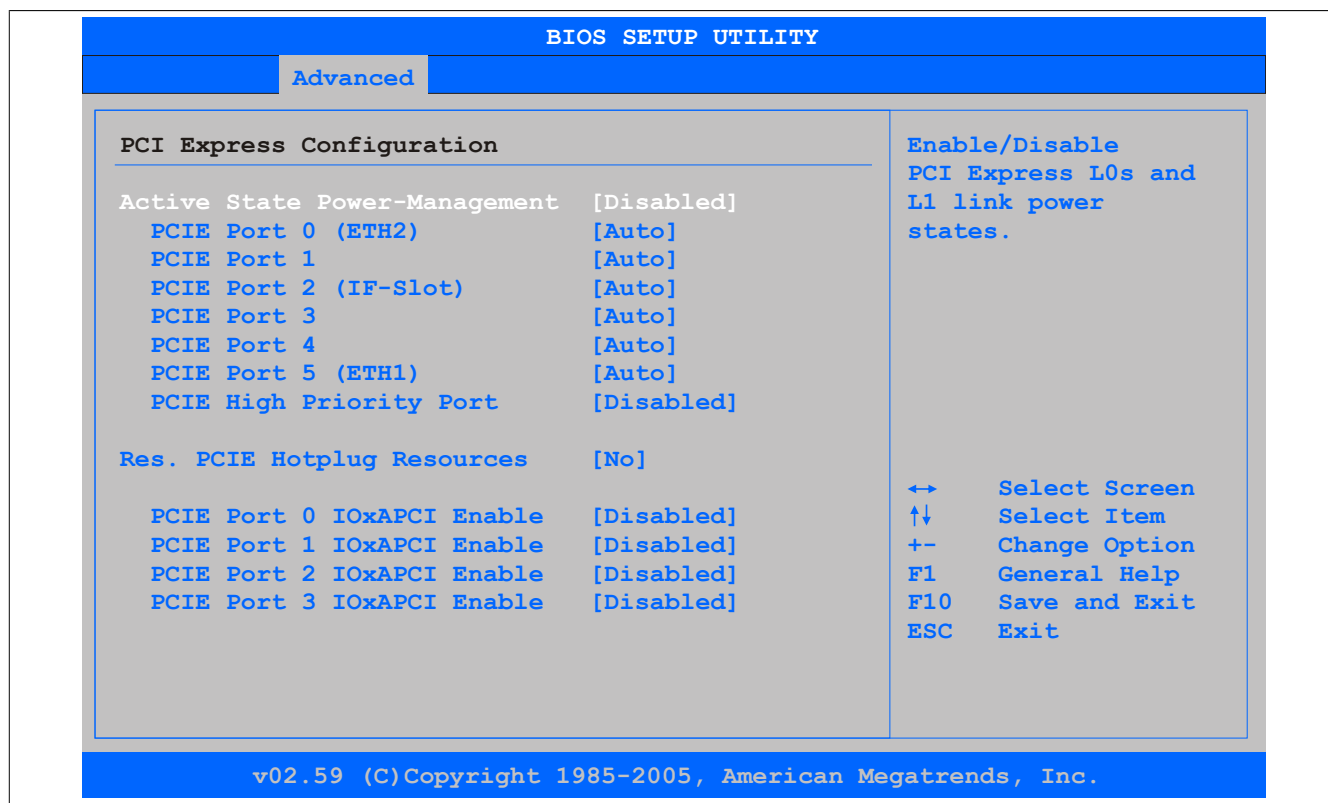 BIOS SETUP UTILITY
Advanced
PCI Express Configuration
Active State Power-Management [Disabled]
PCIE Port 0 (ETH2) [Auto]
PCIE Port 1 [Auto]
PCIE Port 2 (IF-Slot) [Auto]
PCIE Port 3 [Auto]
PCIE Port 4 [Auto]
PCIE Port 5 (ETH1) [Auto]
PCIE High Priority Port [Disabled]
Res. PCIE Hotplug Resources [No]
PCIE Port 0 IOxAPCI Enable [Disabled]
PCIE Port 1 IOxAPCI Enable [Disabled]
PCIE Port 2 IOxAPCI Enable [Disabled]
PCIE Port 3 IOxAPCI Enable [Disabled]
Enable/Disable
PCI Express L0s and
L1 link power
states.
↔ Select Screen
↑↓ Select Item
+- Change Option
F1 General Help
F10 Save and Exit
ESC Exit
v02.59 (C)Copyright 1985-2005, American Megatrends, Inc.